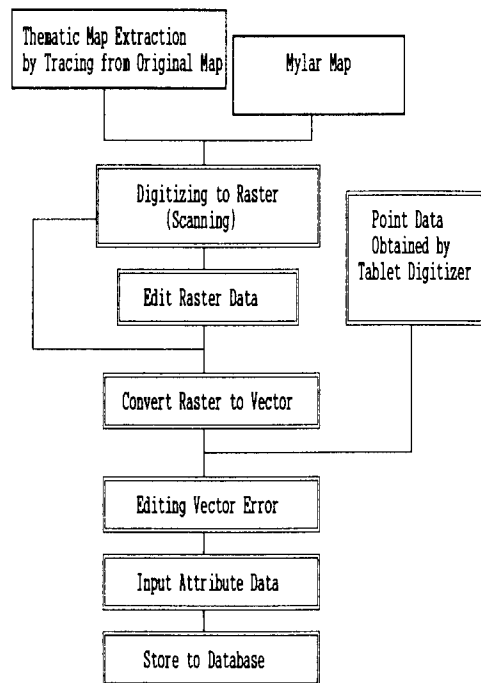 Thematic Map Extraction
by Tracing from Original Map
Mylar Map
Digitizing to Raster
(Scanning)
Point Data
Obtained by
Tablet Digitizer
Edit Raster Data
Convert Raster to Vector
Editing Vector Error
Input Attribute Data
Store to Database